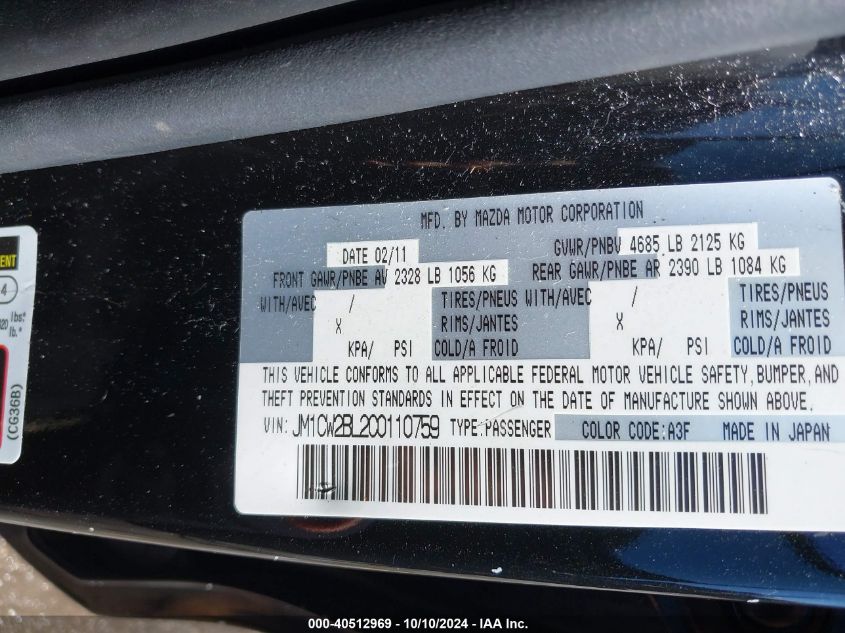 MFD. BY MAZDA MOTOR CORPORATION
DATE 02/11 GVWR/PNBV 4685 LB 2125 KG
FRONT GAWR/PNBE AV 2328 LB 1056 KG REAR GAWR/PNBE AR 2390 LB 1084 KG
WITH/AVEC / TIRES/PNEUS WITH/AVEC / TIRES/PNEUS
X RIMS/JANTES X RIMS/JANTES
KPA/ PSI COLD/A FROID KPA/ PSI COLD/A FROID
THIS VEHICLE CONFORMS TO ALL APPLICABLE FEDERAL MOTOR VEHICLE SAFETY, BUMPER, AND
THEFT PREVENTION STANDARDS IN EFFECT ON THE DATE OF MANUFACTURE SHOWN ABOVE.
VIN: JM1CW2BL2C0110759 TYPE:PASSENGER COLOR CODE:A3F MADE IN JAPAN
4
lbs.
lb.
(CG36B)
000-40512969 - 10/10/2024 - IAA Inc.